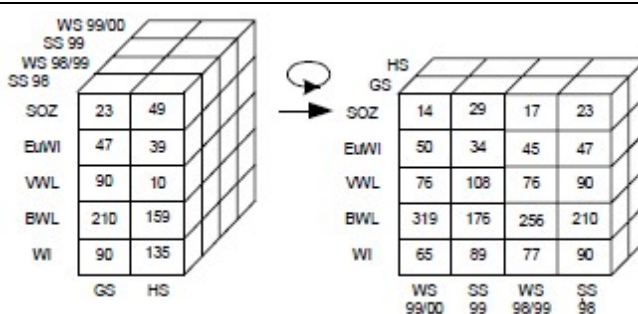 WS 99/00
SS 99
WS 98/99
SS 98
SOZ 23 49
EuWI 47 39
VWL 90 10
BWL 210 159
WI 90 135
GS HS
HS
GS
SOZ 14 29 17 23
EuWI 50 34 45 47
VWL 76 108 76 90
BWL 319 176 256 210
WI 65 89 77 90
WS SS WS SS
99/00 99 98/99 98